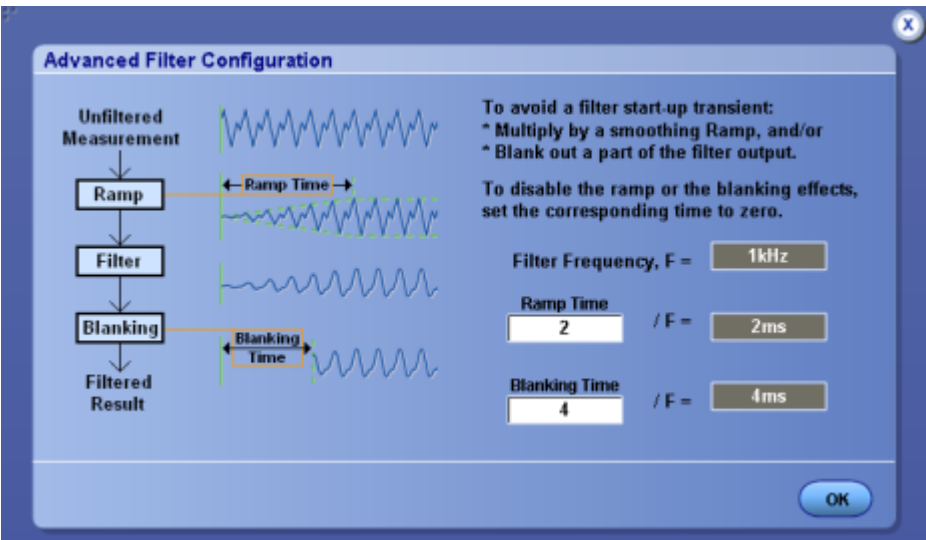 X
Advanced Filter Configuration
Unfiltered
Measurement
Ramp
Filter
Blanking
Filtered
Result
Ramp Time
Blanking
Time
To avoid a filter start-up transient:
* Multiply by a smoothing Ramp, and/or
* Blank out a part of the filter output.
To disable the ramp or the blanking effects,
set the corresponding time to zero.
Filter Frequency, F = 1kHz
Ramp Time
2 / F = 2ms
Blanking Time
4 / F = 4ms
OK